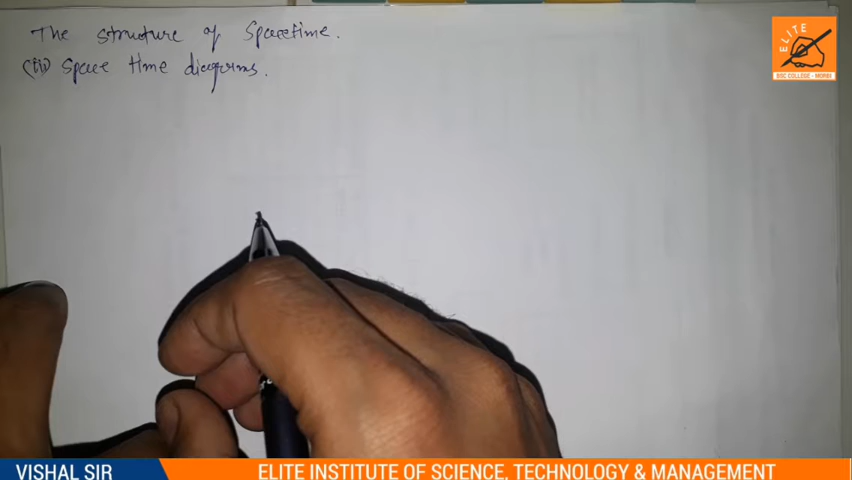 The structure of Spacetime.
(iii) Space time diagrams.
ELITE
BSC COLLEGE - MORBI
VISHAL SIR
ELITE INSTITUTE OF SCIENCE, TECHNOLOGY & MANAGEMENT